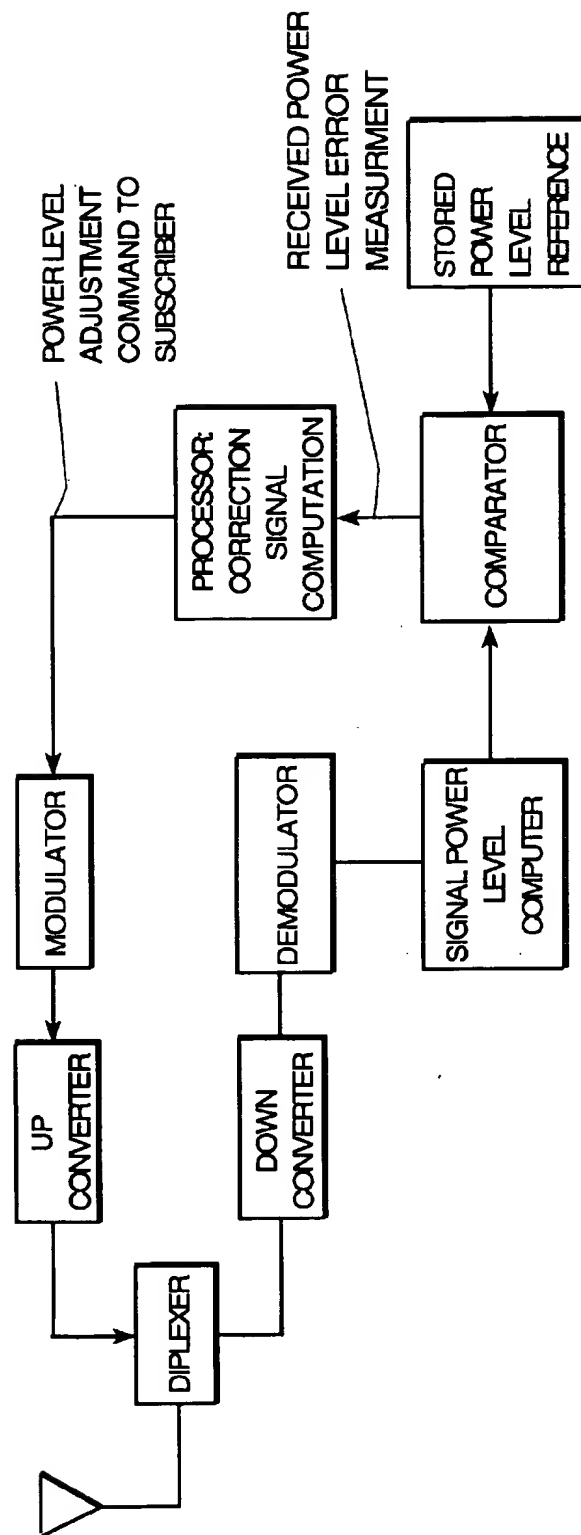 POWER LEVEL
ADJUSTMENT
COMMAND TO
SUBSCRIBER
RECEIVED POWER
LEVEL ERROR
MEASURMENT
UP
CONVERTER
MODULATOR
PROCESSOR:
CORRECTION
SIGNAL
COMPUTATION
DIPLEXER
DOWN
CONVERTER
DEMODULATOR
SIGNAL POWER
LEVEL
COMPUTER
COMPARATOR
STORED
POWER
LEVEL
REFERENCE